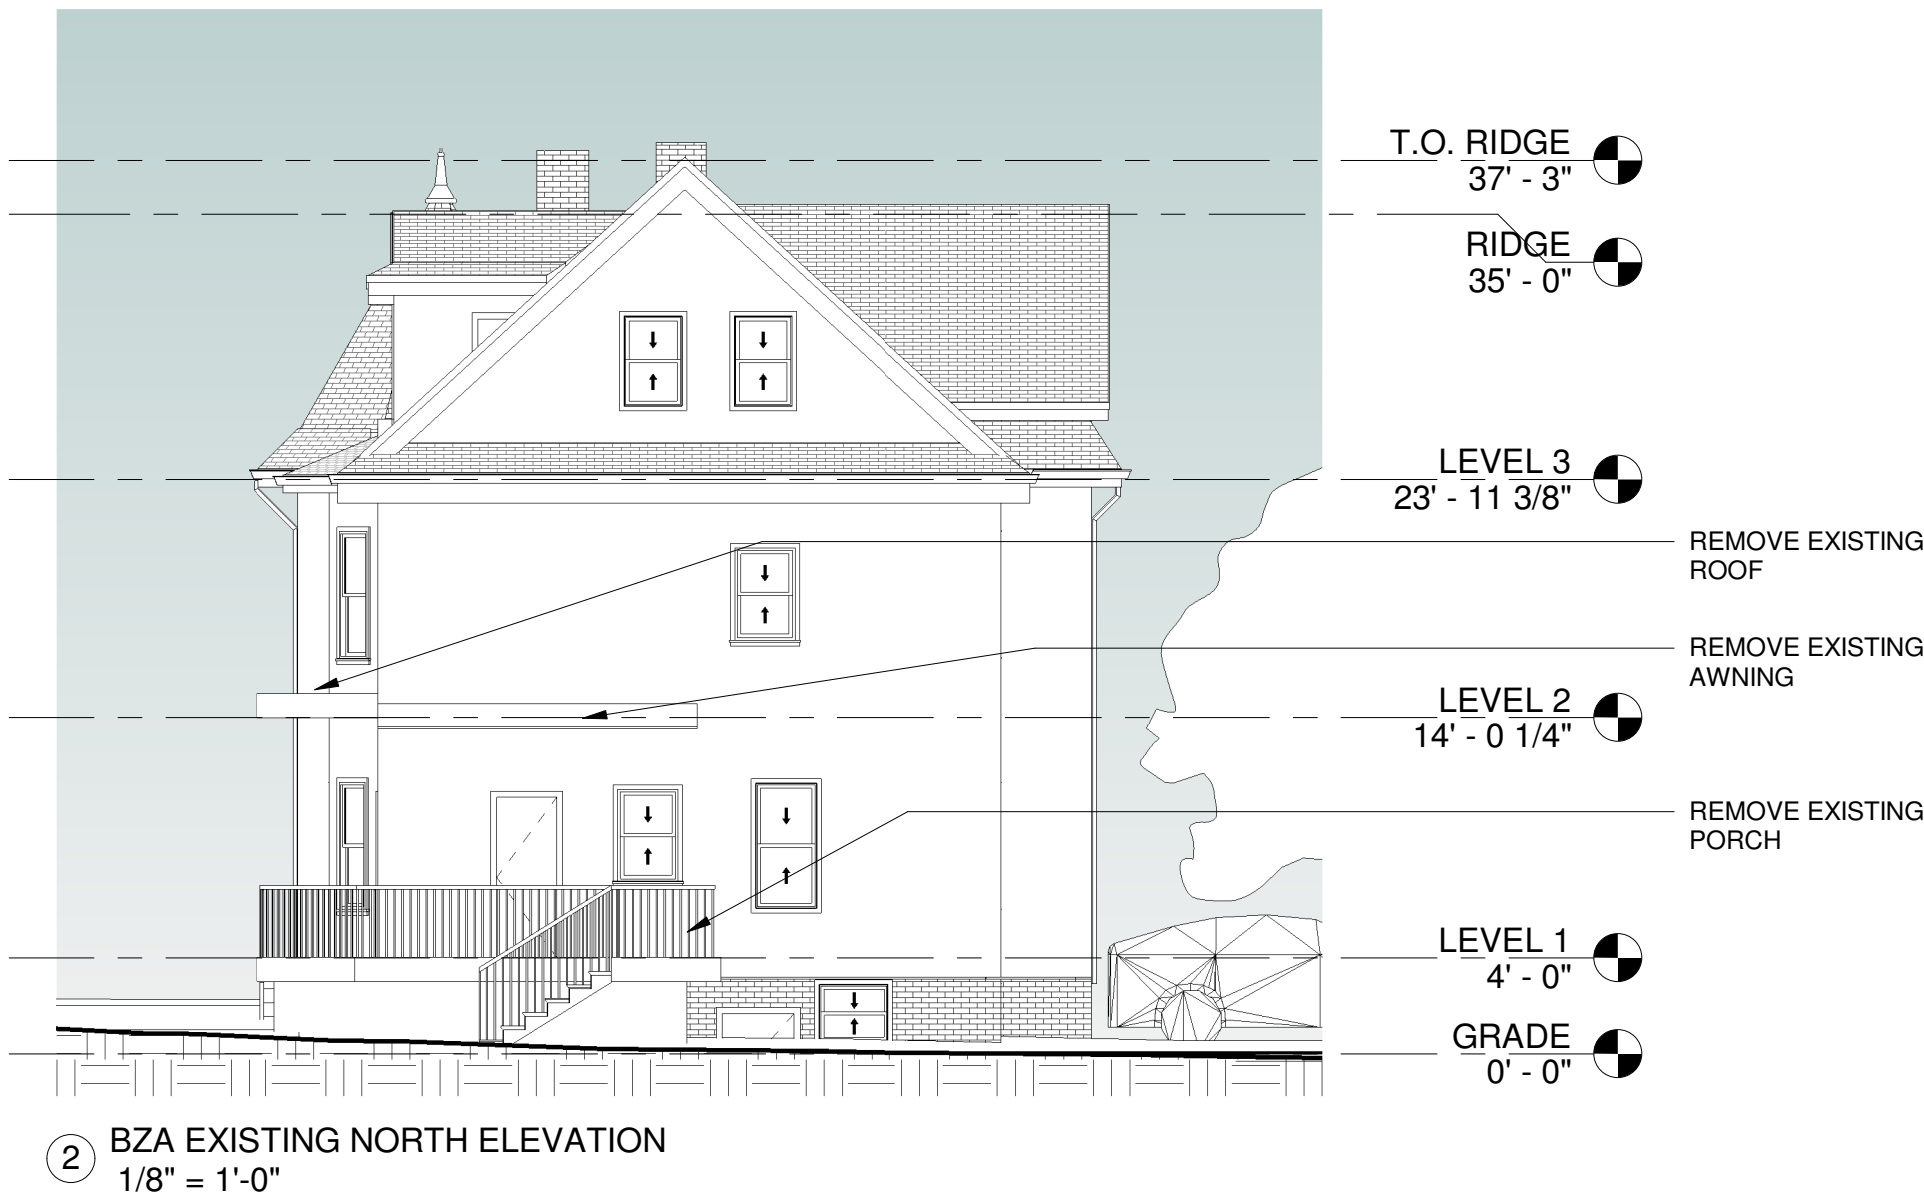 T.O. RIDGE
37' - 3"
RIDGE
35' - 0"
LEVEL 3
23' - 11 3/8"
REMOVE EXISTING
ROOF
REMOVE EXISTING
AWNING
LEVEL 2
14' - 0 1/4"
REMOVE EXISTING
PORCH
LEVEL 1
4' - 0"
GRADE
0' - 0"
2 BZA EXISTING NORTH ELEVATION
1/8" = 1'-0"